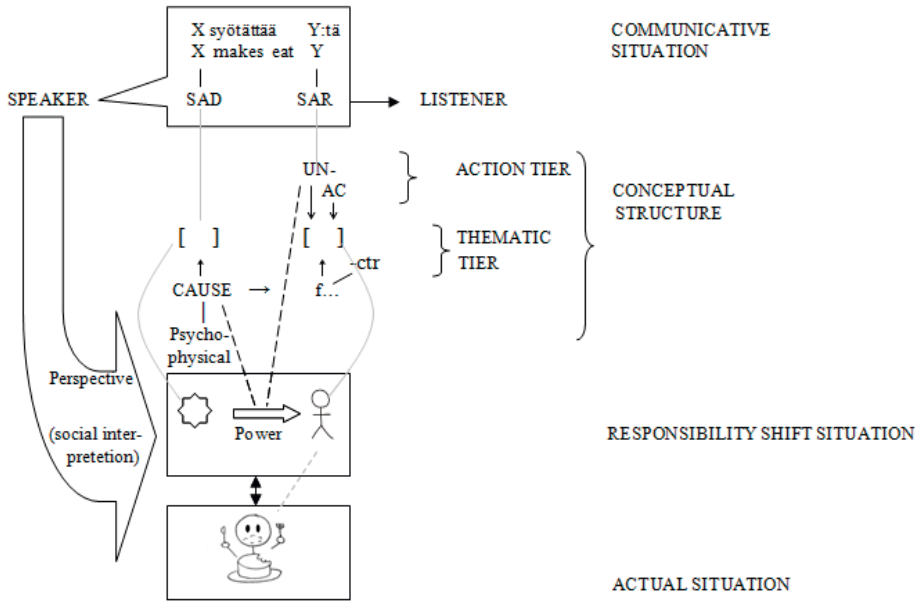 X syötättää Y:tä
X makes eat Y
COMMUNICATIVE
SITUATION
SPEAKER
SAD SAR
LISTENER
UN-
AC
ACTION TIER
CONCEPTUAL
STRUCTURE
[ ] [ ]
THEMATIC
TIER
-ctr
CAUSE → f...
Psycho-
physical
Perspective
(social inter-
pretetion)
Power
RESPONSIBILITY SHIFT SITUATION
ACTUAL SITUATION